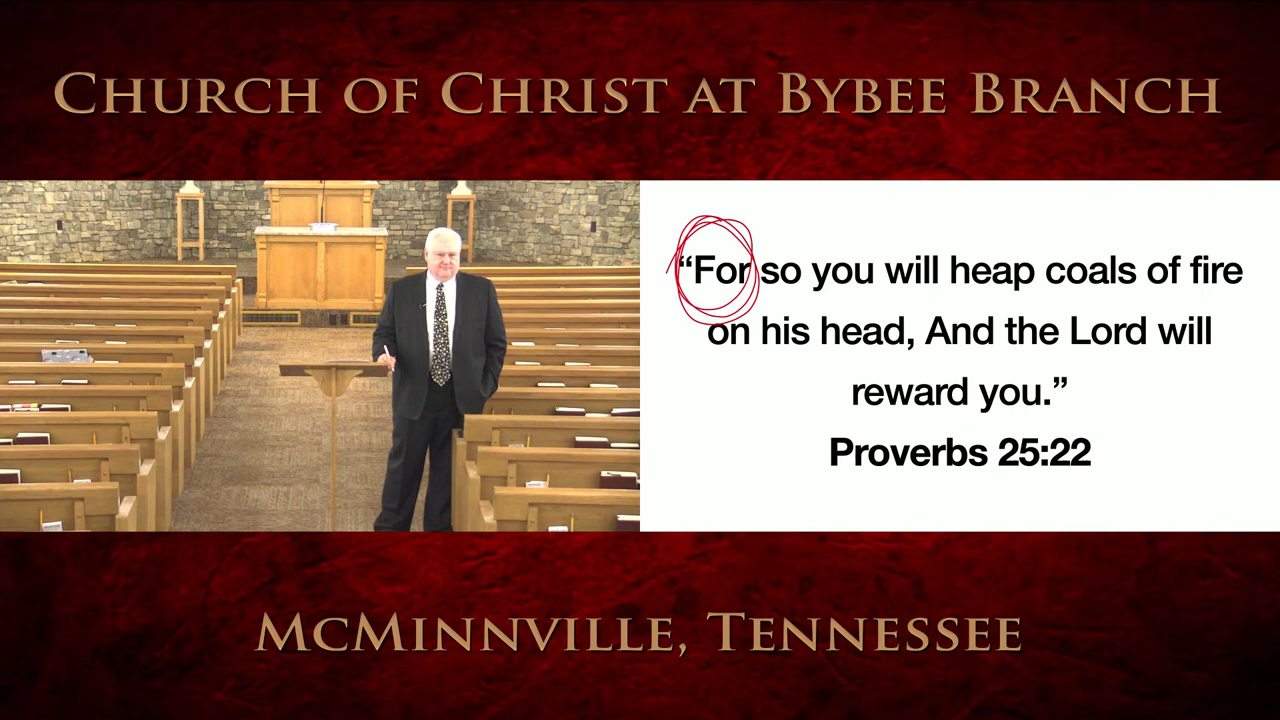 Church of Christ at Bybee Branch
“For so you will heap coals of fire
on his head, And the Lord will
reward you.”
Proverbs 25:22
McMinnville, Tennessee